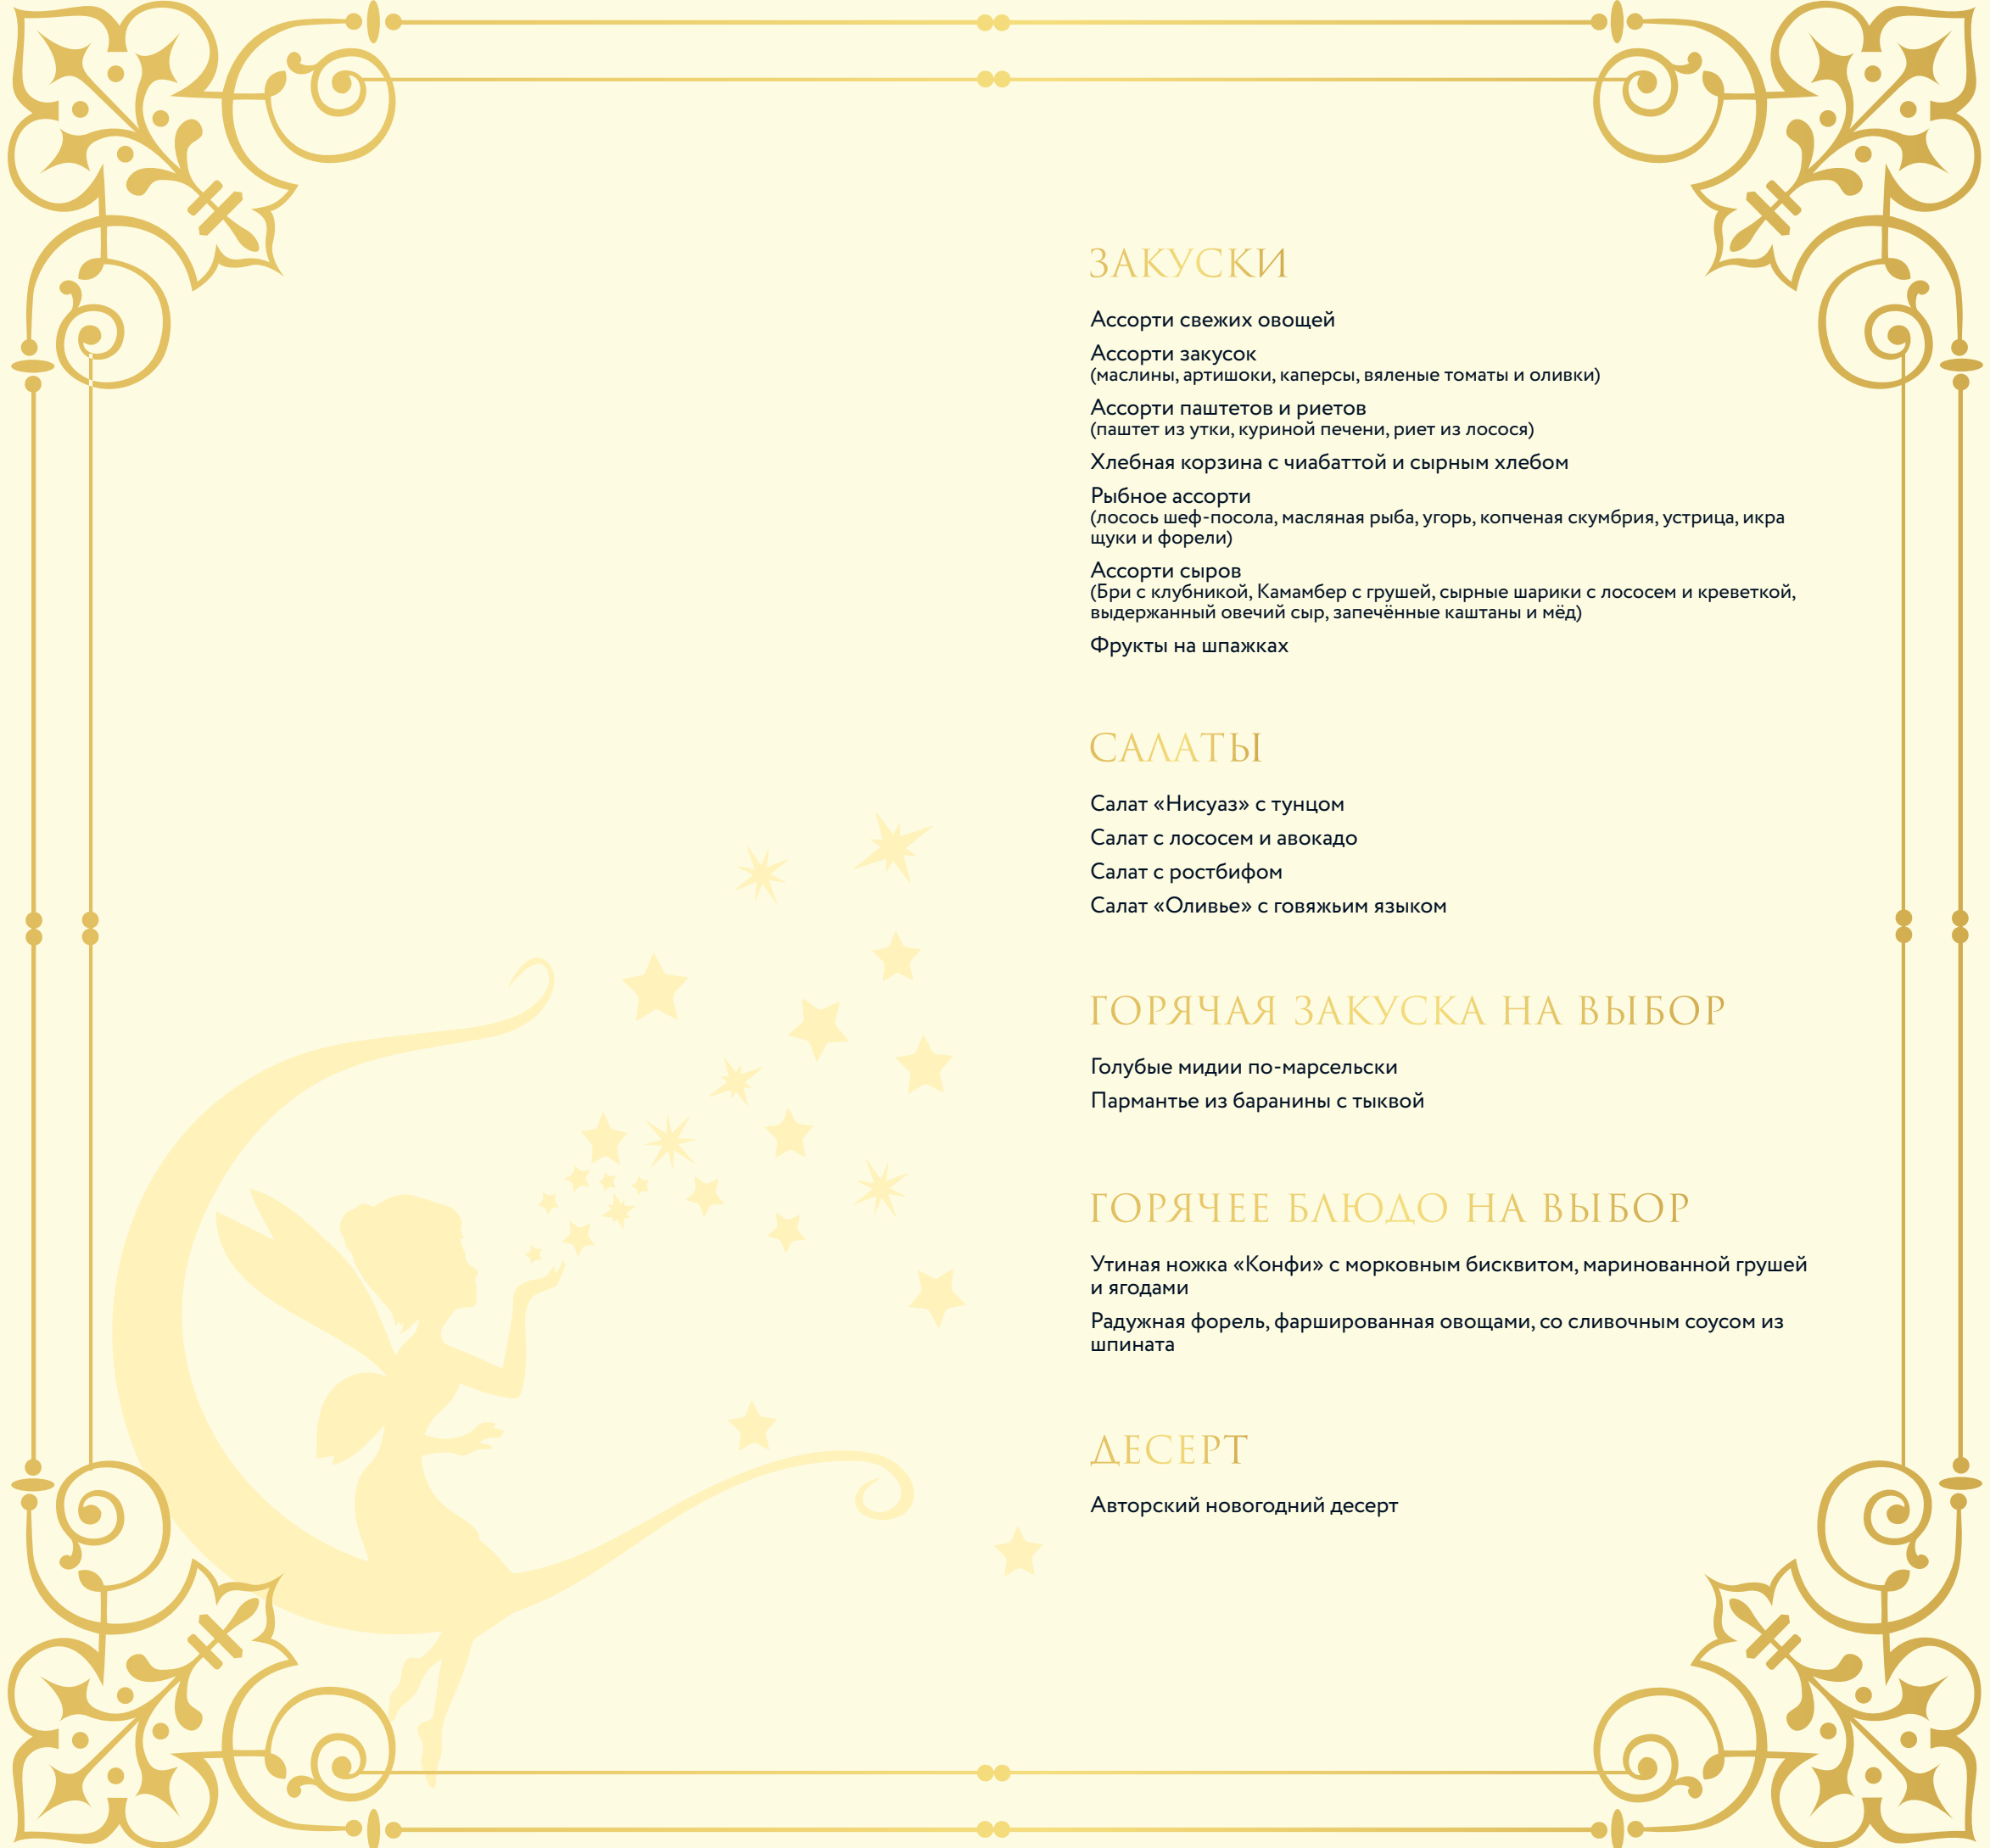 ЗАКУСКИ
Ассорти свежих овощей
Ассорти закусок
(маслины, артишоки, каперсы, вяленые томаты и оливки)
Ассорти паштетов и риетов
(паштет из утки, куриной печени, риет из лосося)
Хлебная корзина с чиабаттой и сырным хлебом
Рыбное ассорти
(лосось шеф-посола, масляная рыба, угорь, копченая скумбрия, устрица, икра
щуки и форели)
Ассорти сыров
(Бри с клубникой, Камамбер с грушей, сырные шарики с лососем и креветкой,
выдержанный овечий сыр, запечённые каштаны и мёд)
Фрукты на шпажках
САЛАТЫ
Салат «Нисуаз» с тунцом
Салат с лососем и авокадо
Салат с ростбифом
Салат «Оливье» с говяжьим языком
ГОРЯЧАЯ ЗАКУСКА НА ВЫБОР
Голубые мидии по-марсельски
Пармантье из баранины с тыквой
ГОРЯЧЕЕ БЛЮДО НА ВЫБОР
Утиная ножка «Конфи» с морковным бисквитом, маринованной грушей
и ягодами
Радужная форель, фаршированная овощами, со сливочным соусом из
шпината
ДЕСЕРТ
Авторский новогодний десерт